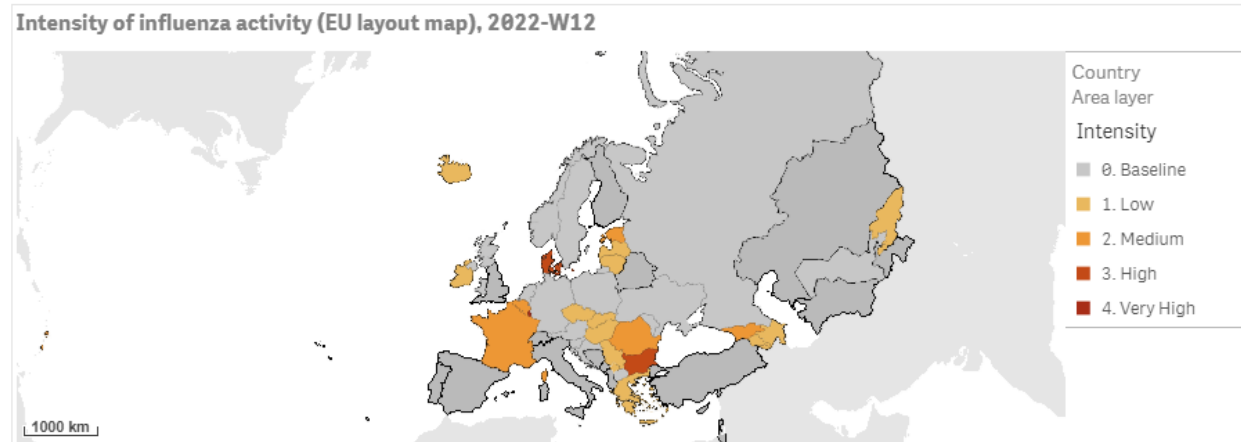 Intensity of influenza activity (EU layout map), 2022-W12
Country
Area layer
Intensity
0. Baseline
1. Low
2. Medium
3. High
4. Very High
1000 km